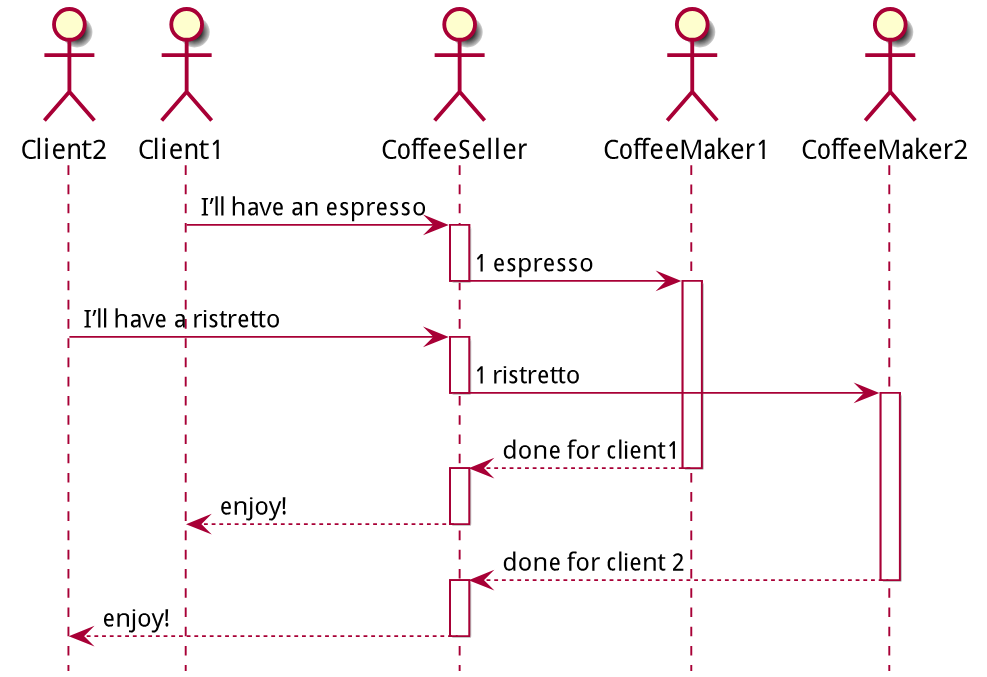 Client2
Client1
CoffeeSeller
CoffeeMaker1
CoffeeMaker2
I’ll have an espresso
1 espresso
I’ll have a ristretto
1 ristretto
done for client1
enjoy!
done for client 2
enjoy!